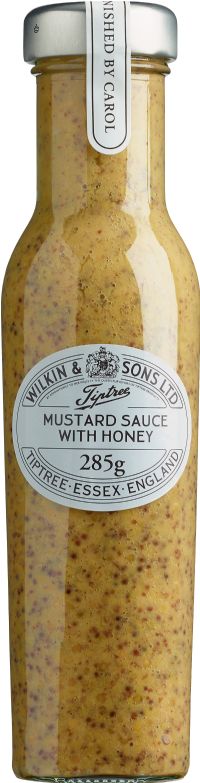 NISHED BY CAROL
WILKIN & SONS LTD
Tiptree
MUSTARD SAUCE
WITH HONEY
285g
TIPTREE · ESSEX · ENGLAND